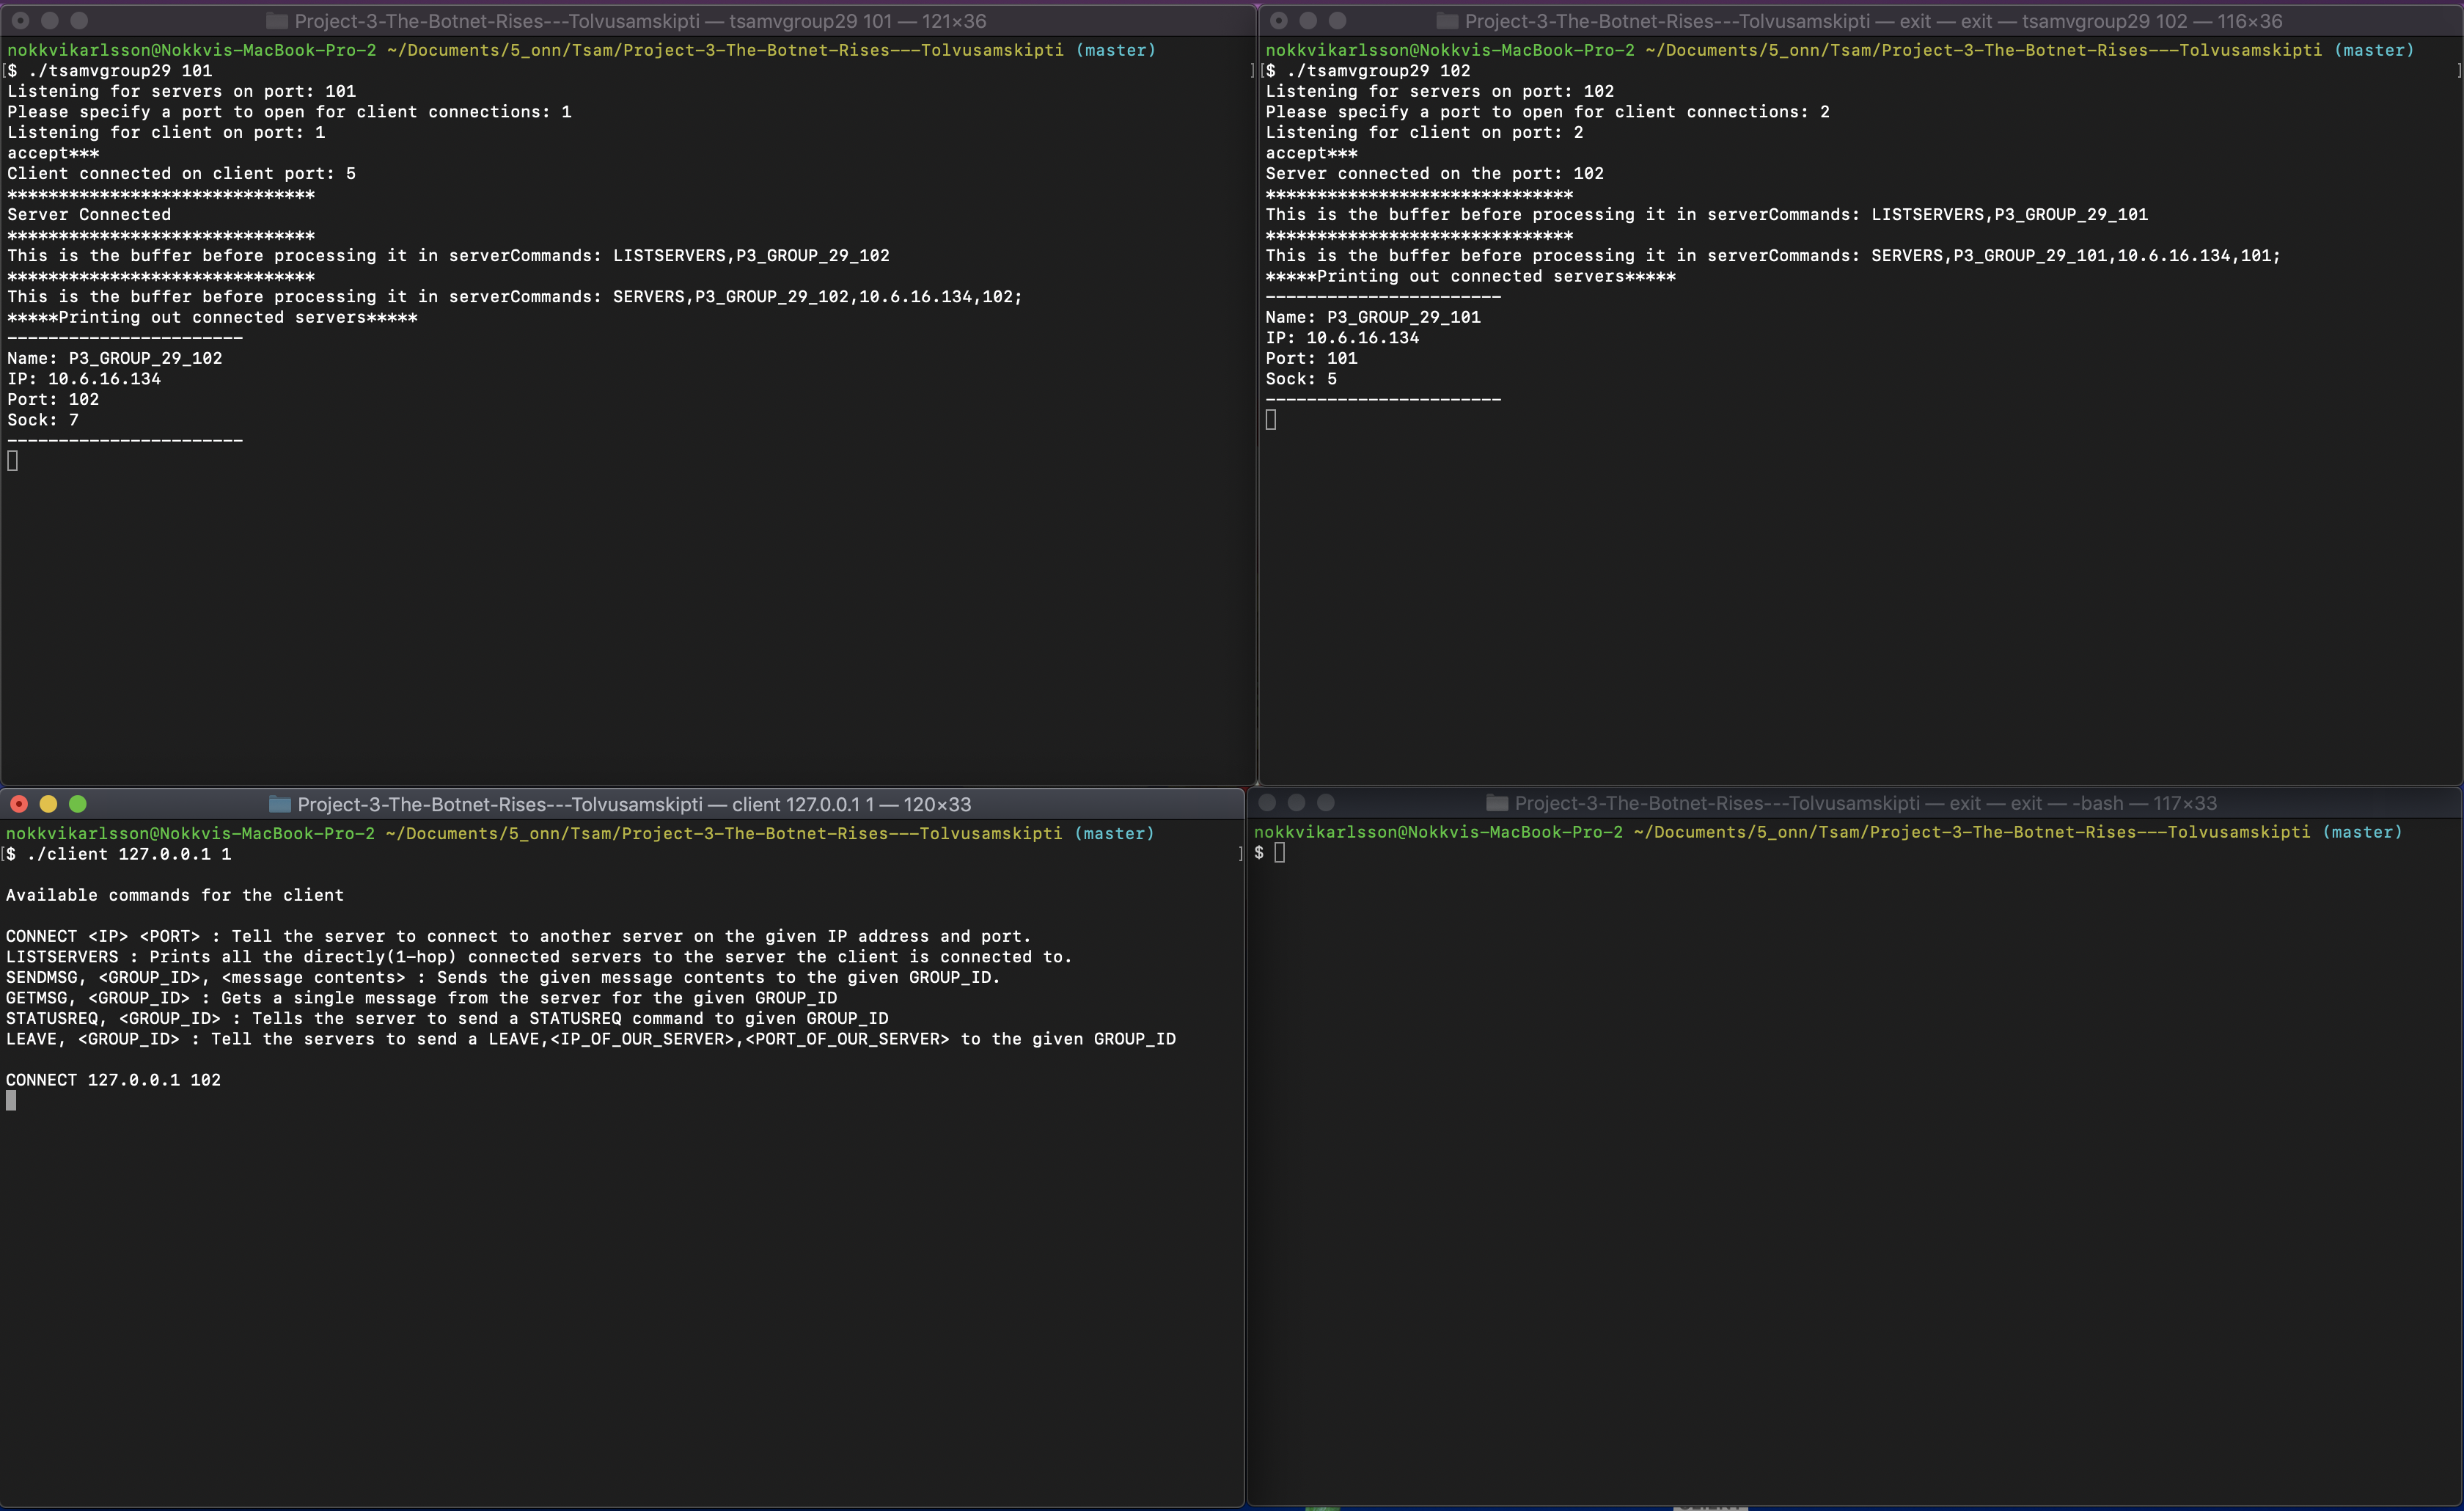 Project-3-The-Botnet-Rises---Tolvusamskipti — tsamvgroup29 101 — 121×36
nokkvikarlsson@Nokkvis-MacBook-Pro-2 ~/Documents/5_onn/Tsam/Project-3-The-Botnet-Rises---Tolvusamskipti (master)
[$ ./tsamvgroup29 101 ]
Listening for servers on port: 101
Please specify a port to open for client connections: 1
Listening for client on port: 1
accept***
Client connected on client port: 5
******************************
Server Connected
******************************
This is the buffer before processing it in serverCommands: LISTSERVERS,P3_GROUP_29_102
******************************
This is the buffer before processing it in serverCommands: SERVERS,P3_GROUP_29_102,10.6.16.134,102;
*****Printing out connected servers*****
-----------------------
Name: P3_GROUP_29_102
IP: 10.6.16.134
Port: 102
Sock: 7
-----------------------
Project-3-The-Botnet-Rises---Tolvusamskipti — exit — exit — tsamvgroup29 102 — 116×36
nokkvikarlsson@Nokkvis-MacBook-Pro-2 ~/Documents/5_onn/Tsam/Project-3-The-Botnet-Rises---Tolvusamskipti (master)
[$ ./tsamvgroup29 102 ]
Listening for servers on port: 102
Please specify a port to open for client connections: 2
Listening for client on port: 2
accept***
Server connected on the port: 102
******************************
This is the buffer before processing it in serverCommands: LISTSERVERS,P3_GROUP_29_101
******************************
This is the buffer before processing it in serverCommands: SERVERS,P3_GROUP_29_101,10.6.16.134,101;
*****Printing out connected servers*****
-----------------------
Name: P3_GROUP_29_101
IP: 10.6.16.134
Port: 101
Sock: 5
-----------------------
Project-3-The-Botnet-Rises---Tolvusamskipti — client 127.0.0.1 1 — 120×33
nokkvikarlsson@Nokkvis-MacBook-Pro-2 ~/Documents/5_onn/Tsam/Project-3-The-Botnet-Rises---Tolvusamskipti (master)
[$ ./client 127.0.0.1 1 ]
Available commands for the client
CONNECT <IP> <PORT> : Tell the server to connect to another server on the given IP address and port.
LISTSERVERS : Prints all the directly(1-hop) connected servers to the server the client is connected to.
SENDMSG, <GROUP_ID>, <message contents> : Sends the given message contents to the given GROUP_ID.
GETMSG, <GROUP_ID> : Gets a single message from the server for the given GROUP_ID
STATUSREQ, <GROUP_ID> : Tells the server to send a STATUSREQ command to given GROUP_ID
LEAVE, <GROUP_ID> : Tell the servers to send a LEAVE,<IP_OF_OUR_SERVER>,<PORT_OF_OUR_SERVER> to the given GROUP_ID
CONNECT 127.0.0.1 102
Project-3-The-Botnet-Rises---Tolvusamskipti — exit — exit — -bash — 117×33
nokkvikarlsson@Nokkvis-MacBook-Pro-2 ~/Documents/5_onn/Tsam/Project-3-The-Botnet-Rises---Tolvusamskipti (master)
$